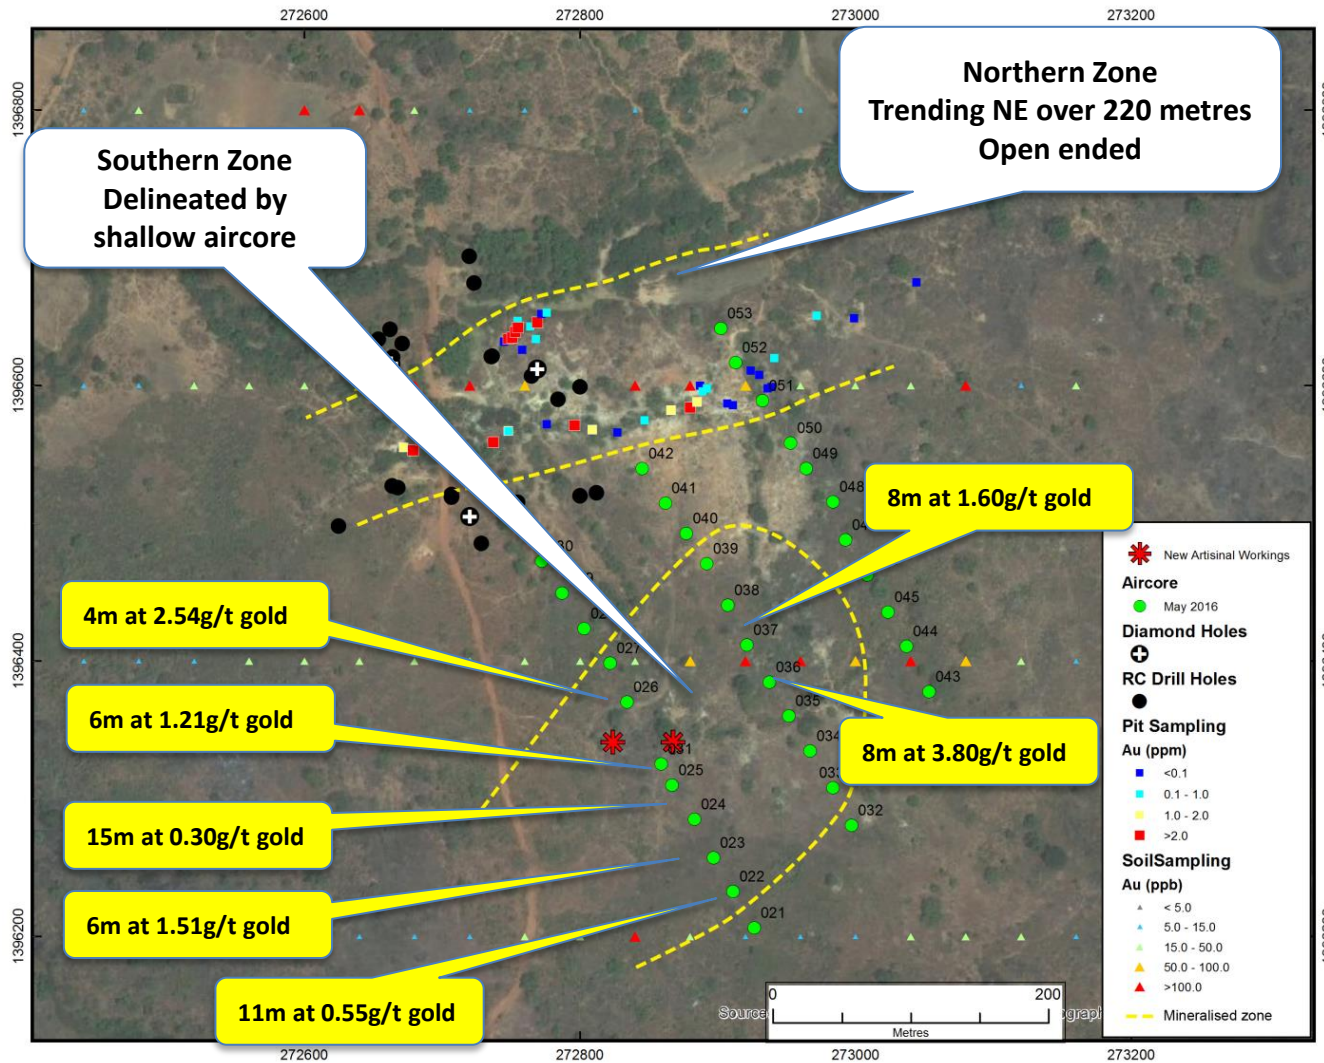 272600
272800
273000
273200
1396800
Northern Zone
Trending NE over 220 metres
Open ended
Southern Zone
Delineated by
shallow aircore
053
052
051
1396600
050
042
049
048
041
8m at 1.60g/t gold
040
039
New Artisinal Workings
Aircore
May 2016
Diamond Holes
RC Drill Holes
Pit Sampling
Au (ppm)
<0.1
0.1 - 1.0
1.0 - 2.0
>2.0
SoilSampling
Au (ppb)
< 5.0
5.0 - 15.0
15.0 - 50.0
50.0 - 100.0
>100.0
Mineralised zone
038
045
4m at 2.54g/t gold
037
044
027
1396400
036
043
026
035
6m at 1.21g/t gold
034
8m at 3.80g/t gold
025
033
15m at 0.30g/t gold
024
032
023
022
6m at 1.51g/t gold
021
1396200
11m at 0.55g/t gold
0
200
Metres
Source
272600
272800
273000
273200